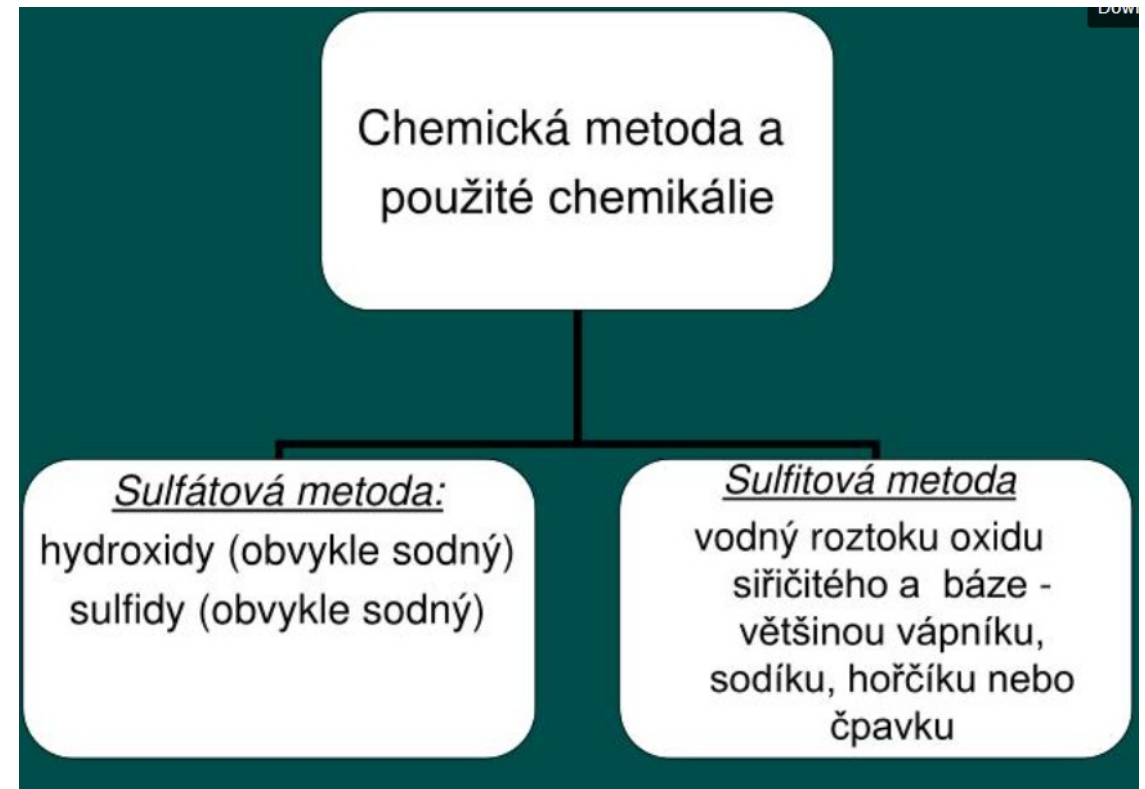 Chemická metoda a
použité chemikálie
Sulfátová metoda:
hydroxidy (obvykle sodný)
sulfidy (obvykle sodný)
Sulfitová metoda
vodný roztoku oxidu
siřičitého a báze -
většinou vápníku,
sodíku, hořčíku nebo
čpavku